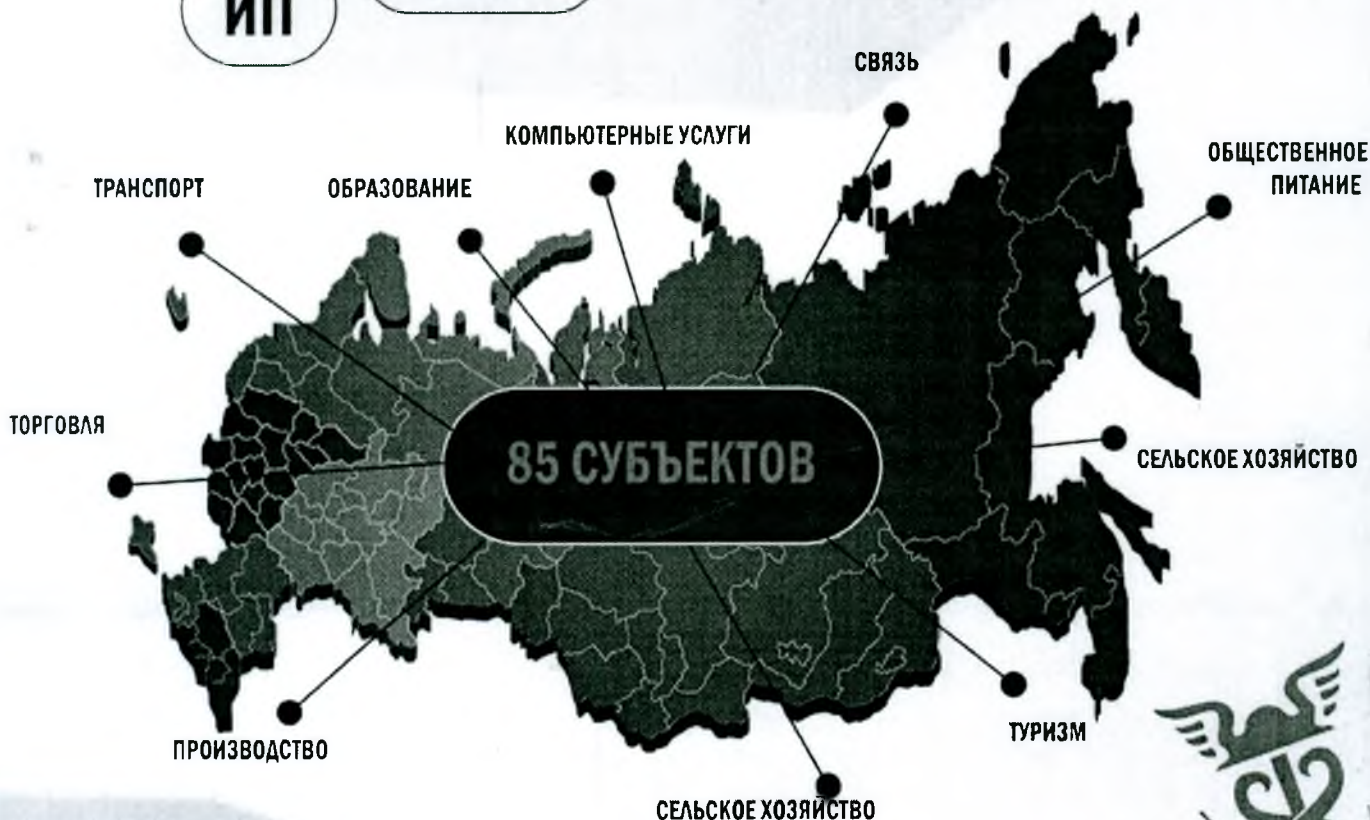 ИП
СВЯЗЬ
КОМПЬЮТЕРНЫЕ УСЛУГИ
ОБЩЕСТВЕННОЕ
ПИТАНИЕ
ТРАНСПОРТ
ОБРАЗОВАНИЕ
ТОРГОВЛЯ
85 СУБЪЕКТОВ
СЕЛЬСКОЕ ХОЗЯЙСТВО
ТУРИЗМ
ПРОИЗВОДСТВО
СЕЛЬСКОЕ ХОЗЯЙСТВО